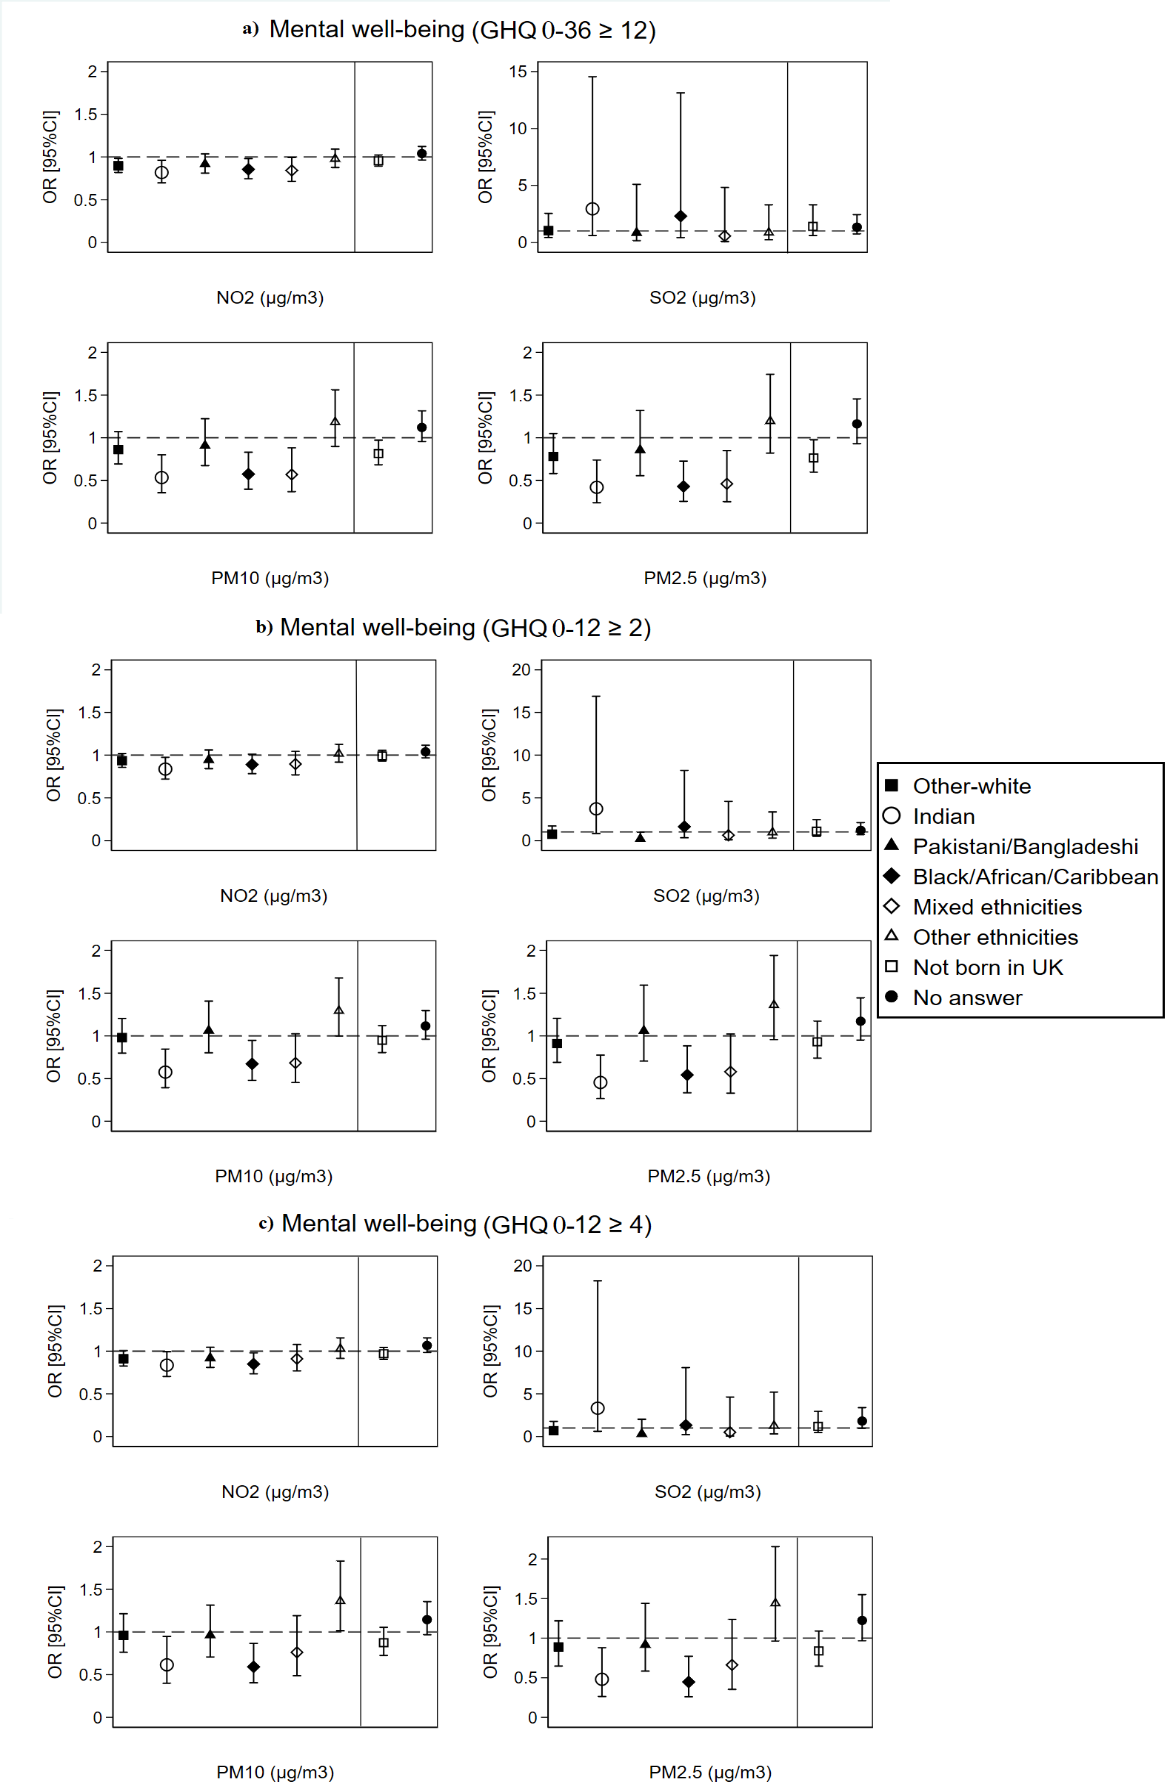 a) Mental well-being (GHQ 0-36 ≥ 12)
OR [95%CI]
2
1.5
1
0.5
0
NO2 (µg/m3)
OR [95%CI]
15
10
5
0
SO2 (µg/m3)
OR [95%CI]
2
1.5
1
0.5
0
PM10 (µg/m3)
OR [95%CI]
2
1.5
1
0.5
0
PM2.5 (µg/m3)
b) Mental well-being (GHQ 0-12 ≥ 2)
OR [95%CI]
2
1.5
1
0.5
0
NO2 (µg/m3)
OR [95%CI]
20
15
10
5
0
SO2 (µg/m3)
Other-white
Indian
Pakistani/Bangladeshi
Black/African/Caribbean
Mixed ethnicities
Other ethnicities
Not born in UK
No answer
OR [95%CI]
2
1.5
1
0.5
0
PM10 (µg/m3)
OR [95%CI]
2
1.5
1
0.5
0
PM2.5 (µg/m3)
c) Mental well-being (GHQ 0-12 ≥ 4)
OR [95%CI]
2
1.5
1
0.5
0
NO2 (µg/m3)
OR [95%CI]
20
15
10
5
0
SO2 (µg/m3)
OR [95%CI]
2
1.5
1
0.5
0
PM10 (µg/m3)
OR [95%CI]
2
1.5
1
0.5
0
PM2.5 (µg/m3)